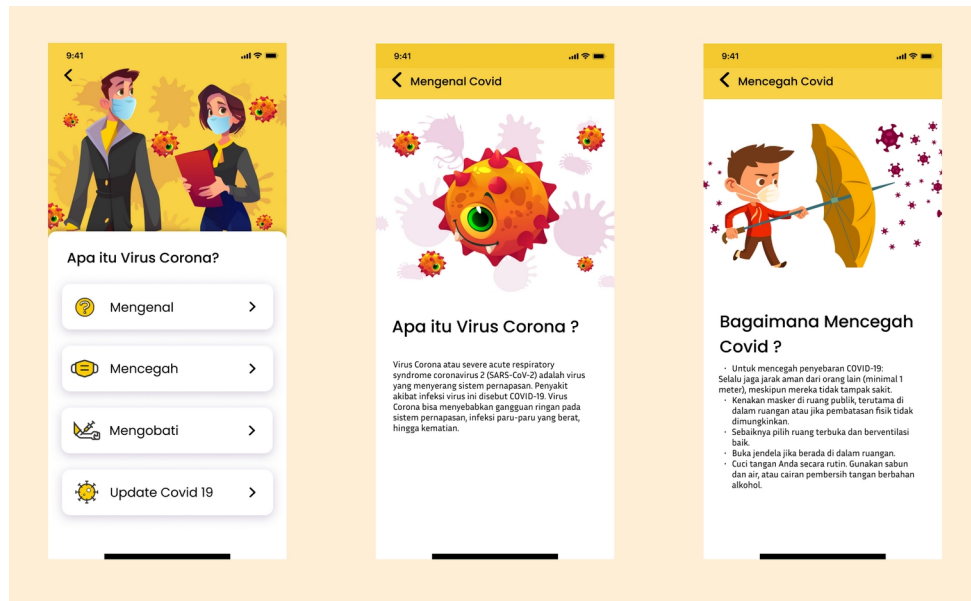 9:41
Apa itu Virus Corona?
Mengenal
Mencegah
Mengobati
Update Covid 19
9:41
Mengenal Covid
Apa itu Virus Corona ?
Virus Corona atau severe acute respiratory
syndrome coronavirus 2 (SARS-CoV-2) adalah virus
yang menyerang sistem pernapasan. Penyakit
akibat infeksi virus ini disebut COVID-19. Virus
Corona bisa menyebabkan gangguan ringan pada
sistem pernapasan, infeksi paru-paru yang berat,
hingga kematian.
9:41
Mencegah Covid
Bagaimana Mencegah
Covid ?
· Untuk mencegah penyebaran COVID-19:
Selalu jaga jarak aman dari orang lain (minimal 1
meter), meskipun mereka tidak tampak sakit.
· Kenakan masker di ruang publik, terutama di
dalam ruangan atau jika pembatasan fisik tidak
dimungkinkan.
· Sebaiknya pilih ruang terbuka dan berventilasi
baik.
· Buka jendela jika berada di dalam ruangan.
· Cuci tangan Anda secara rutin. Gunakan sabun
dan air, atau cairan pembersih tangan berbahan
alkohol.